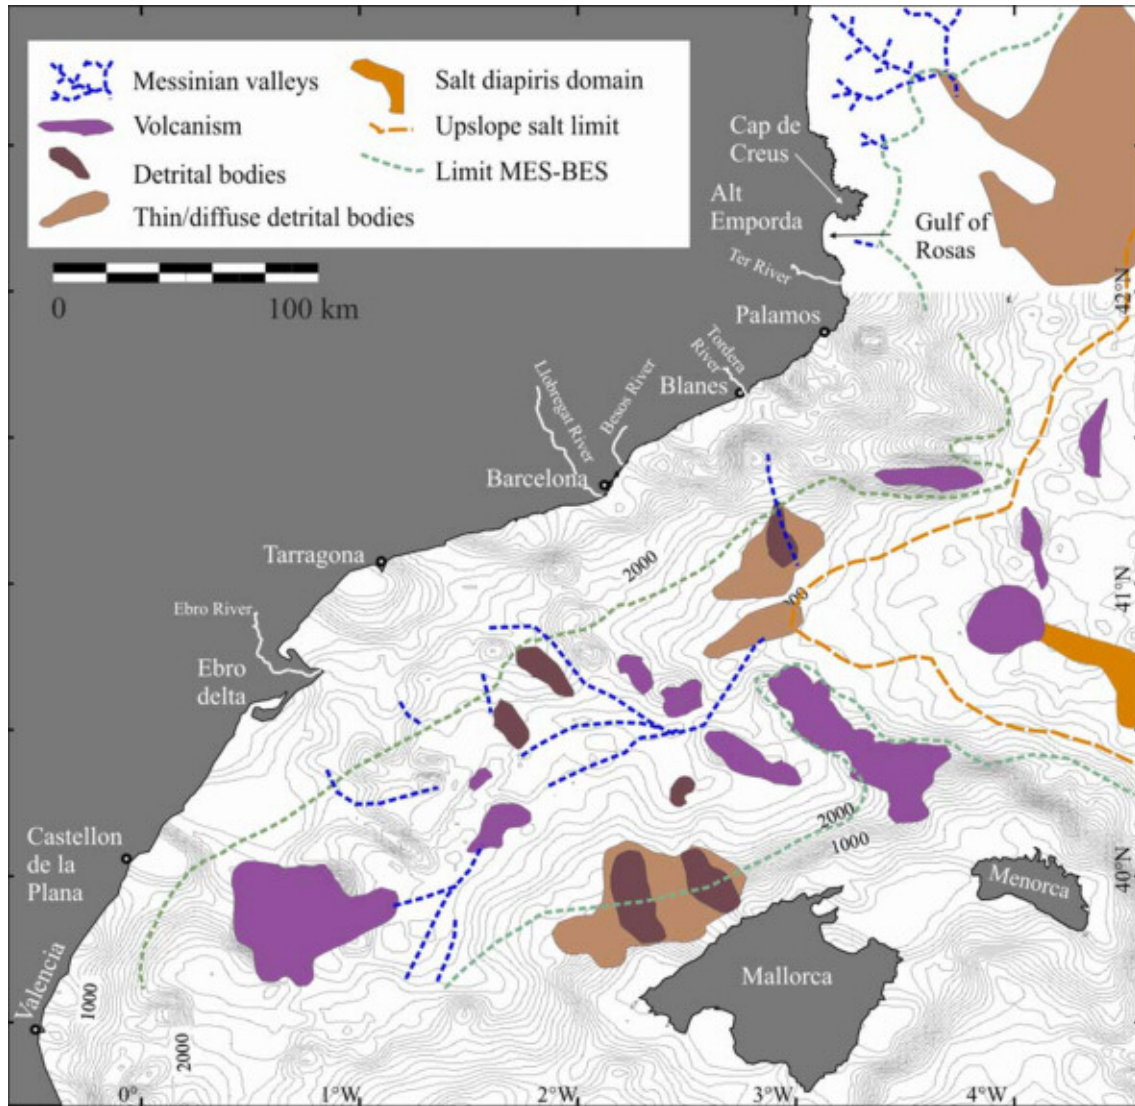 Messinian valleys
Volcanism
Detrital bodies
Thin/diffuse detrital bodies
Salt diapiris domain
Upslope salt limit
Limit MES-BES
0
100 km
Cap de
Creus
Alt
Emporda
Gulf of
Rosas
Ter River
42°N
Palamos
Tordera
River
Blanes
Llobregat River
Besos River
Barcelona
Tarragona
2000
41°N
Ebro River
Ebro
delta
2000
1000
Castellon
de la
Plana
40°N
Menorca
Mallorca
Valencia
1000
2000
0°
1°W
2°W
3°W
4°W